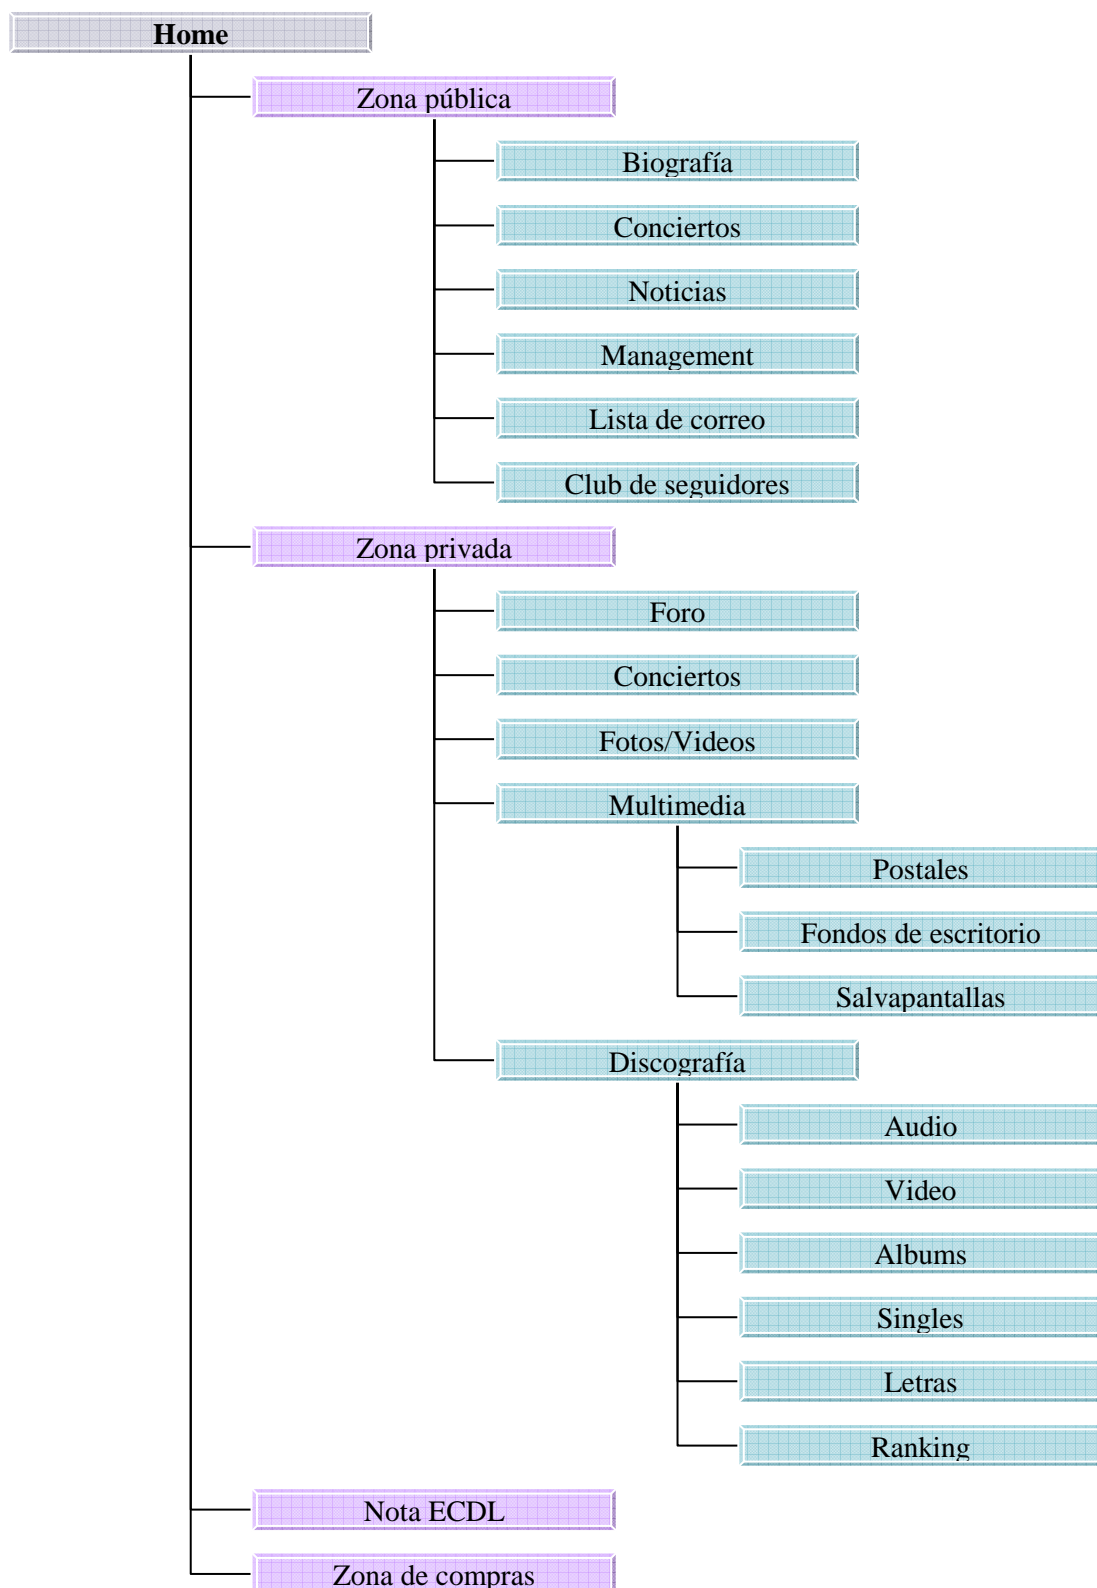 Home
Zona pública
Biografía
Conciertos
Noticias
Management
Lista de correo
Club de seguidores
Zona privada
Foro
Conciertos
Fotos/Videos
Multimedia
Postales
Fondos de escritorio
Salvapantallas
Discografía
Audio
Video
Albums
Singles
Letras
Ranking
Nota ECDL
Zona de compras